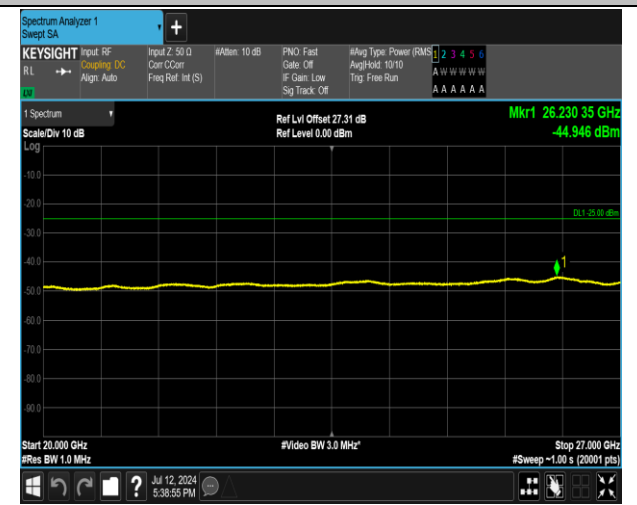 Spectrum Analyzer 1
Swept SA
+
KEYSIGHT Input: RF Input Z: 50 Ω #Atten: 10 dB PNO: Fast #Avg Type: Power (RMS 1 2 3 4 5 6
RL Coupling: DC Corr CCorr Gate: Off Avg|Hold: 10/10 A W W W W W
Align: Auto Freq Ref: Int (S) IF Gain: Low Trig: Free Run
LW Sig Track: Off A A A A A A
1 Spectrum Ref Lvl Offset 27.31 dB Mkr1 26.230 35 GHz
Scale/Div 10 dB Ref Level 0.00 dBm -44.946 dBm
Log
-10.0
-20.0
DL1 -25.00 dBm
-30.0
-40.0
1
-50.0
-60.0
-70.0
-80.0
-90.0
Start 20.000 GHz #Video BW 3.0 MHz* Stop 27.000 GHz
#Res BW 1.0 MHz #Sweep ~1.00 s (20001 pts)
? Jul 12, 2024
5:38:55 PM